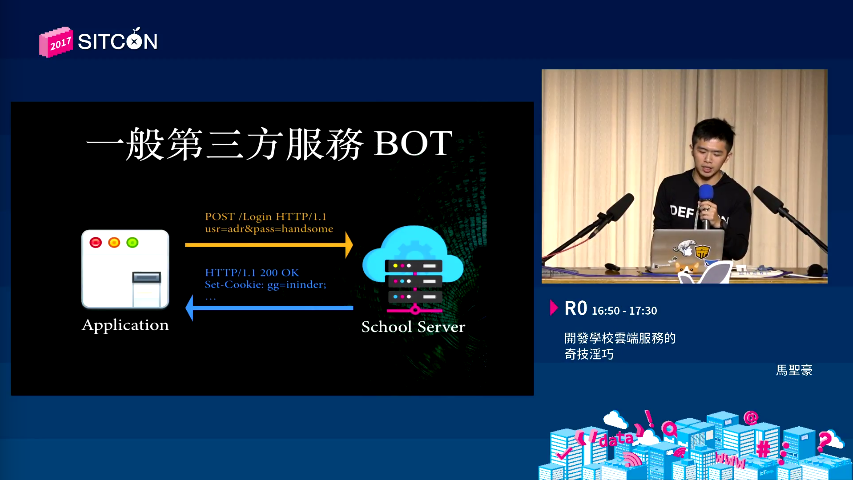 2017 SITCON
一般第三方服務 BOT
POST /Login HTTP/1.1
usr=adr&pass=handsome
HTTP/1.1 200 OK
Set-Cookie: gg=ininder;
...
Application
School Server
R0 16:50 - 17:30
開發學校雲端服務的
奇技淫巧
馬聖豪
data
@
#
www
?